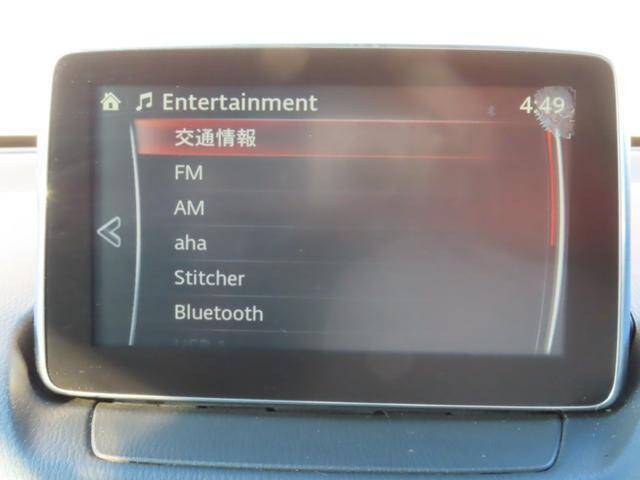 Entertainment 4:49
交通情報
FM
AM
aha
Stitcher
Bluetooth